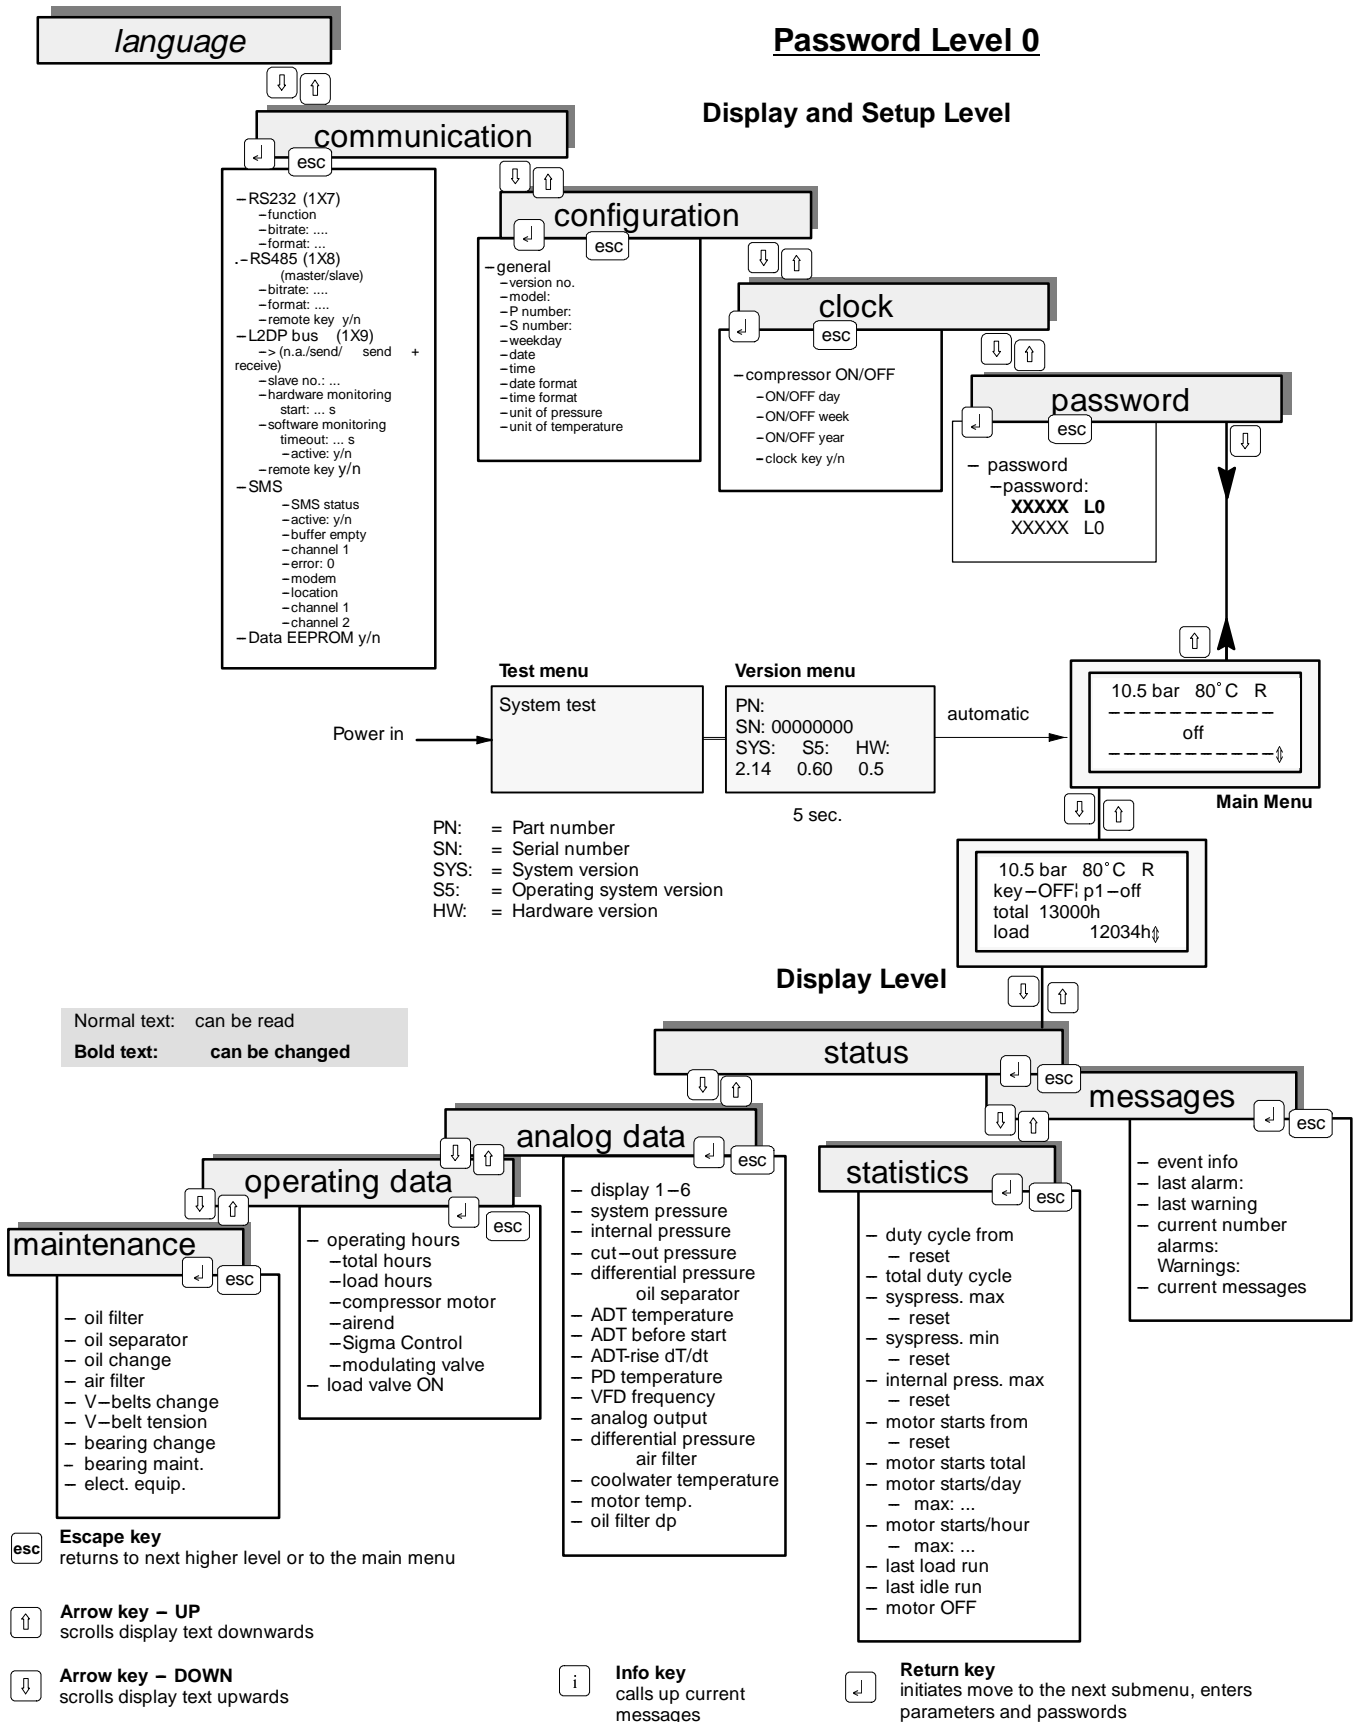 language
Password Level 0
Display and Setup Level
communication
esc
–RS232 (1X7)
–function
–bitrate: ....
–format: ...
.–RS485 (1X8)
(master/slave)
–bitrate: ....
–format: ....
–remote key y/n
–L2DP bus (1X9)
–> (n.a./send/ send +
receive)
–slave no.: ...
–hardware monitoring
start: ... s
–software monitoring
timeout: ... s
–active: y/n
–remote key y/n
–SMS
–SMS status
–active: y/n
–buffer empty
–channel 1
–error: 0
–modem
–location
–channel 1
–channel 2
–Data EEPROM y/n
configuration
esc
–general
–version no.
–model:
–P number:
–S number:
–weekday
–date
–time
–date format
–time format
–unit of pressure
–unit of temperature
clock
esc
–compressor ON/OFF
–ON/OFF day
–ON/OFF week
–ON/OFF year
–clock key y/n
password
esc
– password
–password:
XXXXX L0
XXXXX L0
Power in
Test menu
System test
Version menu
PN:
SN: 00000000
SYS: S5: HW:
2.14 0.60 0.5
5 sec.
automatic
10.5 bar 80°C R
– – – – – – – – – – –
off
– – – – – – – – – – –
Main Menu
PN: = Part number
SN: = Serial number
SYS: = System version
S5: = Operating system version
HW: = Hardware version
10.5 bar 80°C R
key–OFF¦ p1–off
total 13000h
load 12034h
Display Level
Normal text: can be read
Bold text: can be changed
status
esc
messages
esc
– event info
– last alarm:
– last warning
– current number
alarms:
Warnings:
– current messages
statistics
esc
– duty cycle from
– reset
– total duty cycle
– syspress. max
– reset
– syspress. min
– reset
– internal press. max
– reset
– motor starts from
– reset
– motor starts total
– motor starts/day
– max: ...
– motor starts/hour
– max: ...
– last load run
– last idle run
– motor OFF
analog data
esc
– display 1–6
– system pressure
– internal pressure
– cut–out pressure
– differential pressure
oil separator
– ADT temperature
– ADT before start
– ADT-rise dT/dt
– PD temperature
– VFD frequency
– analog output
– differential pressure
air filter
– coolwater temperature
– motor temp.
– oil filter dp
operating data
esc
– operating hours
–total hours
–load hours
–compressor motor
–airend
–Sigma Control
–modulating valve
– load valve ON
maintenance
esc
– oil filter
– oil separator
– oil change
– air filter
– V–belts change
– V–belt tension
– bearing change
– bearing maint.
– elect. equip.
esc
Escape key
returns to next higher level or to the main menu
Arrow key – UP
scrolls display text downwards
Arrow key – DOWN
scrolls display text upwards
i
Info key
calls up current
messages
Return key
initiates move to the next submenu, enters
parameters and passwords